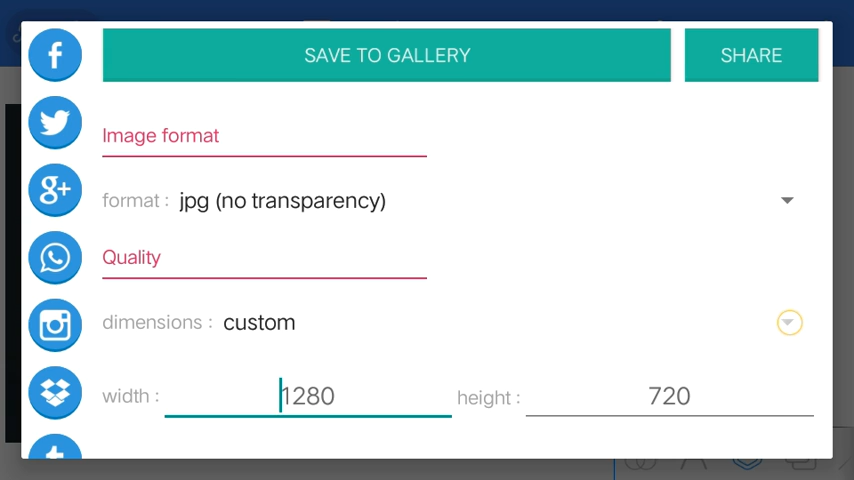 SAVE TO GALLERY
SHARE
Image format
format : jpg (no transparency)
Quality
dimensions : custom
width : 1280 height : 720